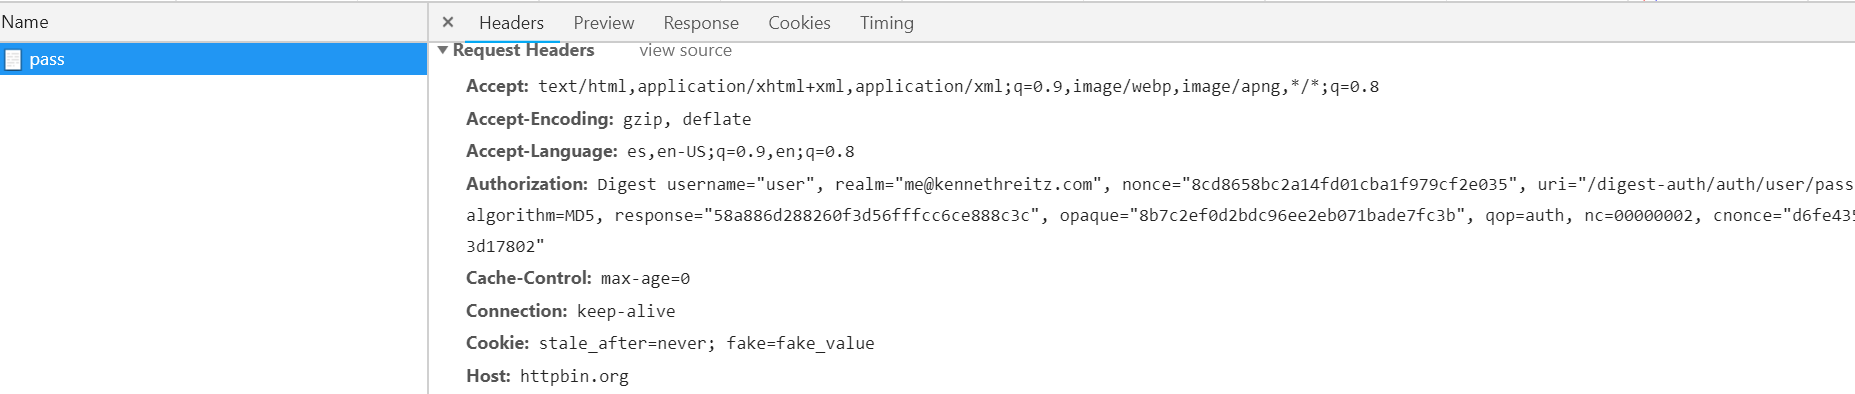 Name
× Headers Preview Response Cookies Timing
pass
▼ Request Headers view source
Accept: text/html,application/xhtml+xml,application/xml;q=0.9,image/webp,image/apng,*/*;q=0.8
Accept-Encoding: gzip, deflate
Accept-Language: es,en-US;q=0.9,en;q=0.8
Authorization: Digest username="user", realm="me@kennethreitz.com", nonce="8cd8658bc2a14fd01cba1f979cf2e035", uri="/digest-auth/auth/user/pass
algorithm=MD5, response="58a886d288260f3d56fffcc6ce888c3c", opaque="8b7c2ef0d2bdc96ee2eb071bade7fc3b", qop=auth, nc=00000002, cnonce="d6fe435
3d17802"
Cache-Control: max-age=0
Connection: keep-alive
Cookie: stale_after=never; fake=fake_value
Host: httpbin.org